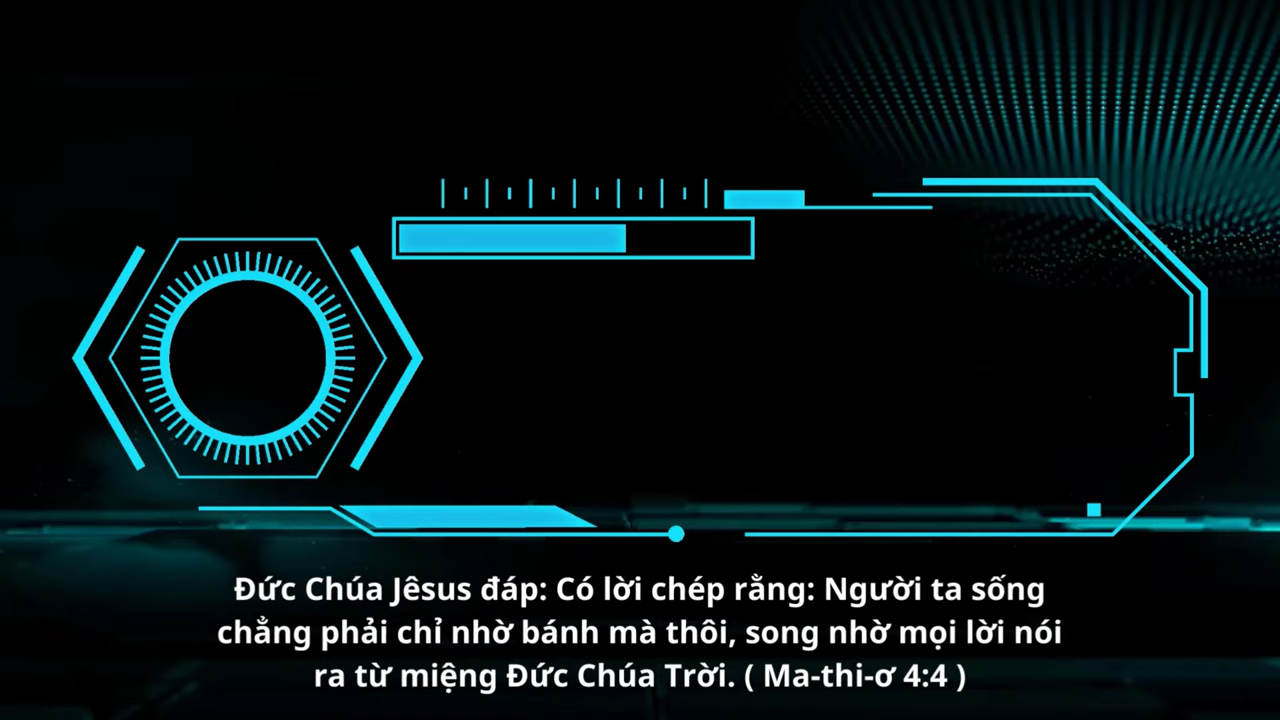 Đức Chúa Jêsus đáp: Có lời chép rằng: Người ta sống
chẳng phải chỉ nhờ bánh mà thôi, song nhờ mọi lời nói
ra từ miệng Đức Chúa Trời. ( Ma-thi-ơ 4:4 )